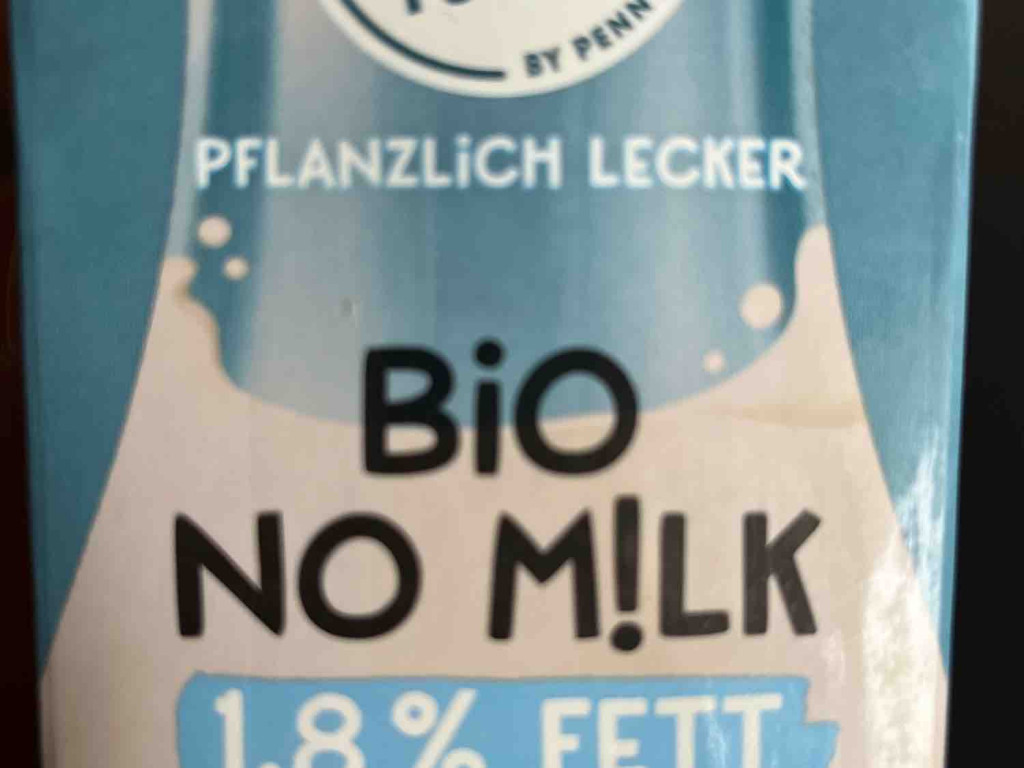 BY PENN
PFLANZLiCH LECKER
BiO
NO M!LK
1,8 % FETT